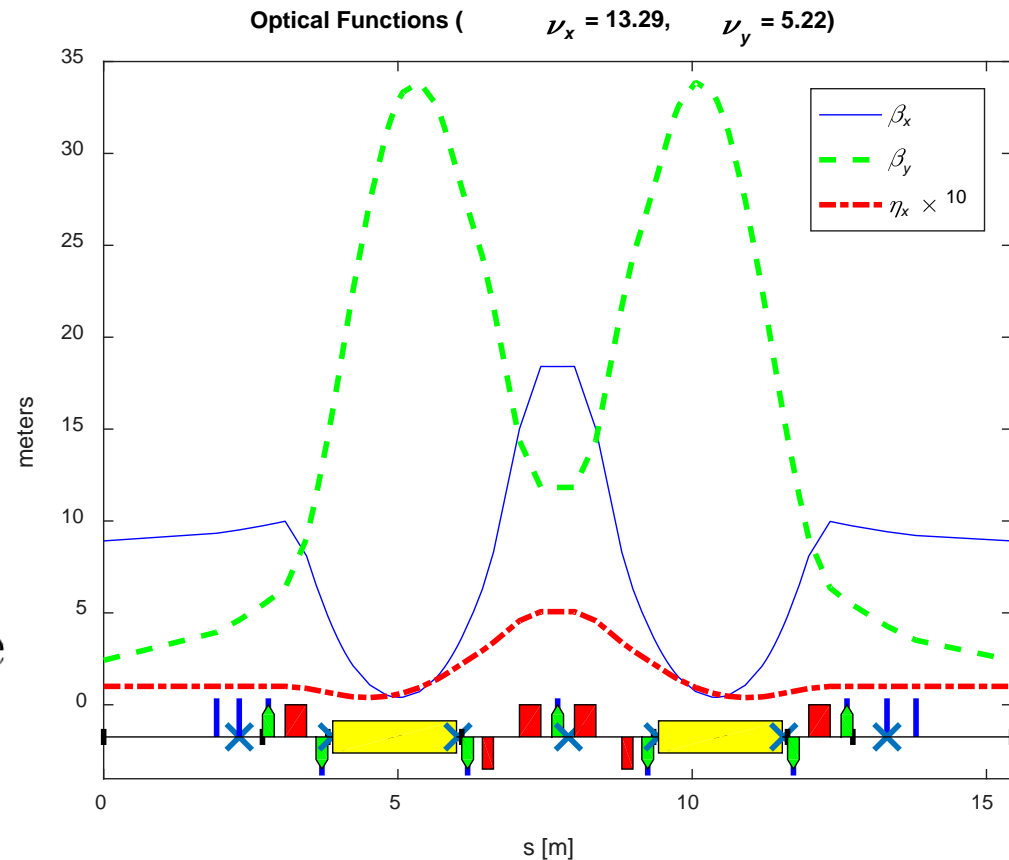 Optical Functions ( νx = 13.29, νy = 5.22)
35
30
25
20
15
10
5
0
meters
βx
βy
ηx × 10
e
0
5
10
15
s [m]